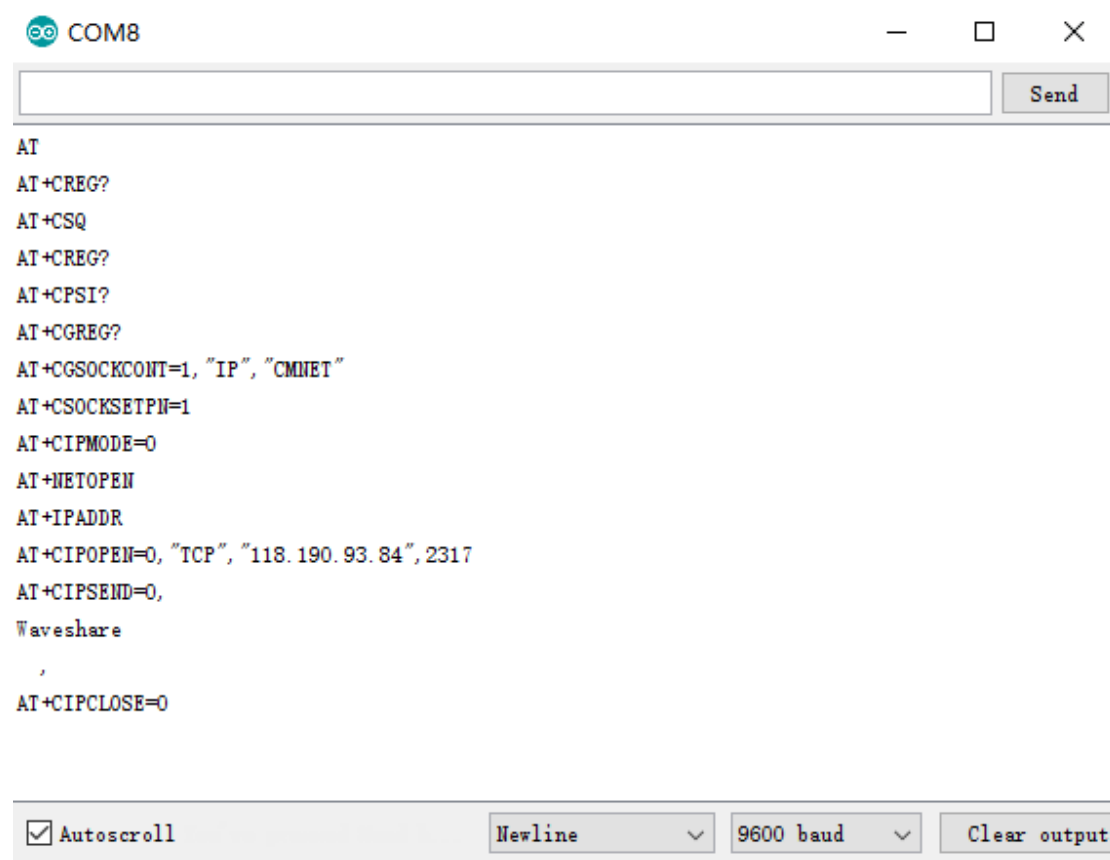 COM8
Send
AT
AT+CREG?
AT+CSQ
AT+CREG?
AT+CPSI?
AT+CGREG?
AT+CGSOCKCONT=1,"IP","CMNET"
AT+CSOCKSETPN=1
AT+CIPMODE=0
AT+NETOPEN
AT+IPADDR
AT+CIPOPEN=0,"TCP","118.190.93.84",2317
AT+CIPSEND=0,
Waveshare
,
AT+CIPCLOSE=0
Autoscroll Newline 9600 baud Clear output